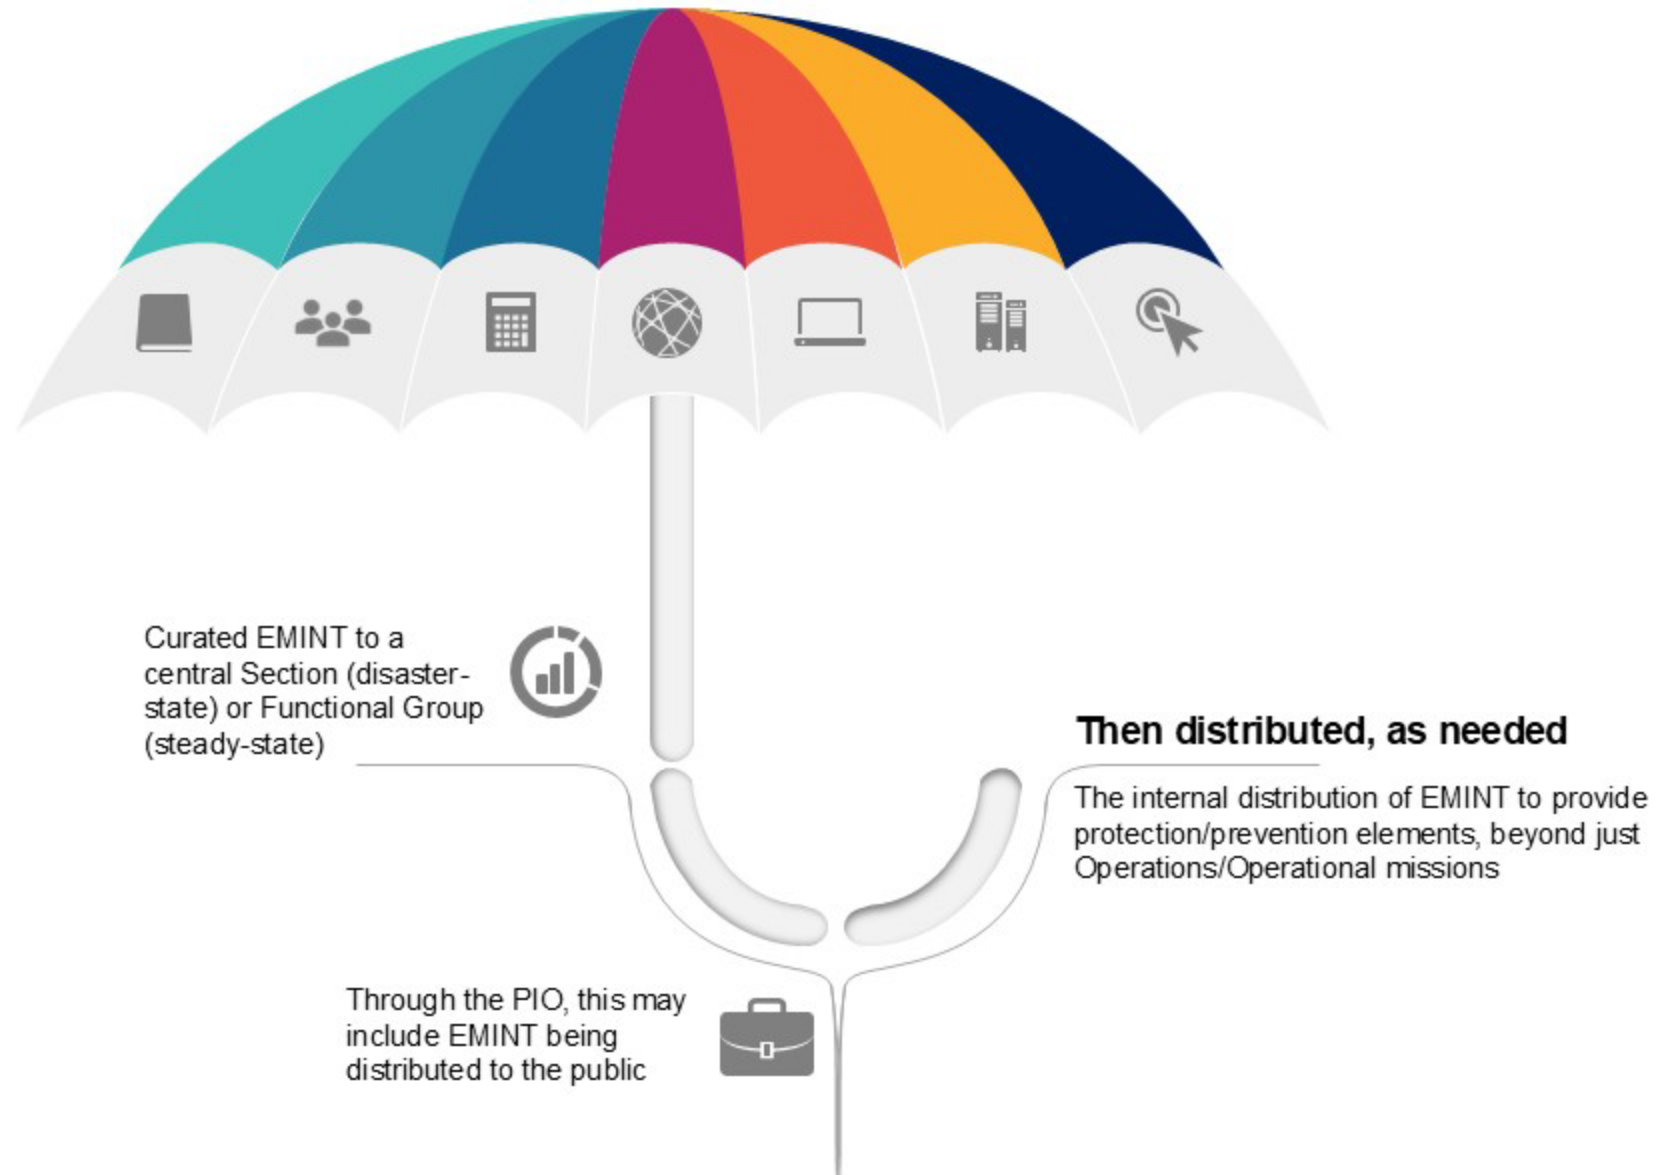 Curated EMINT to a
central Section (disaster-
state) or Functional Group
(steady-state)
Then distributed, as needed
The internal distribution of EMINT to provide
protection/prevention elements, beyond just
Operations/Operational missions
Through the PIO, this may
include EMINT being
distributed to the public